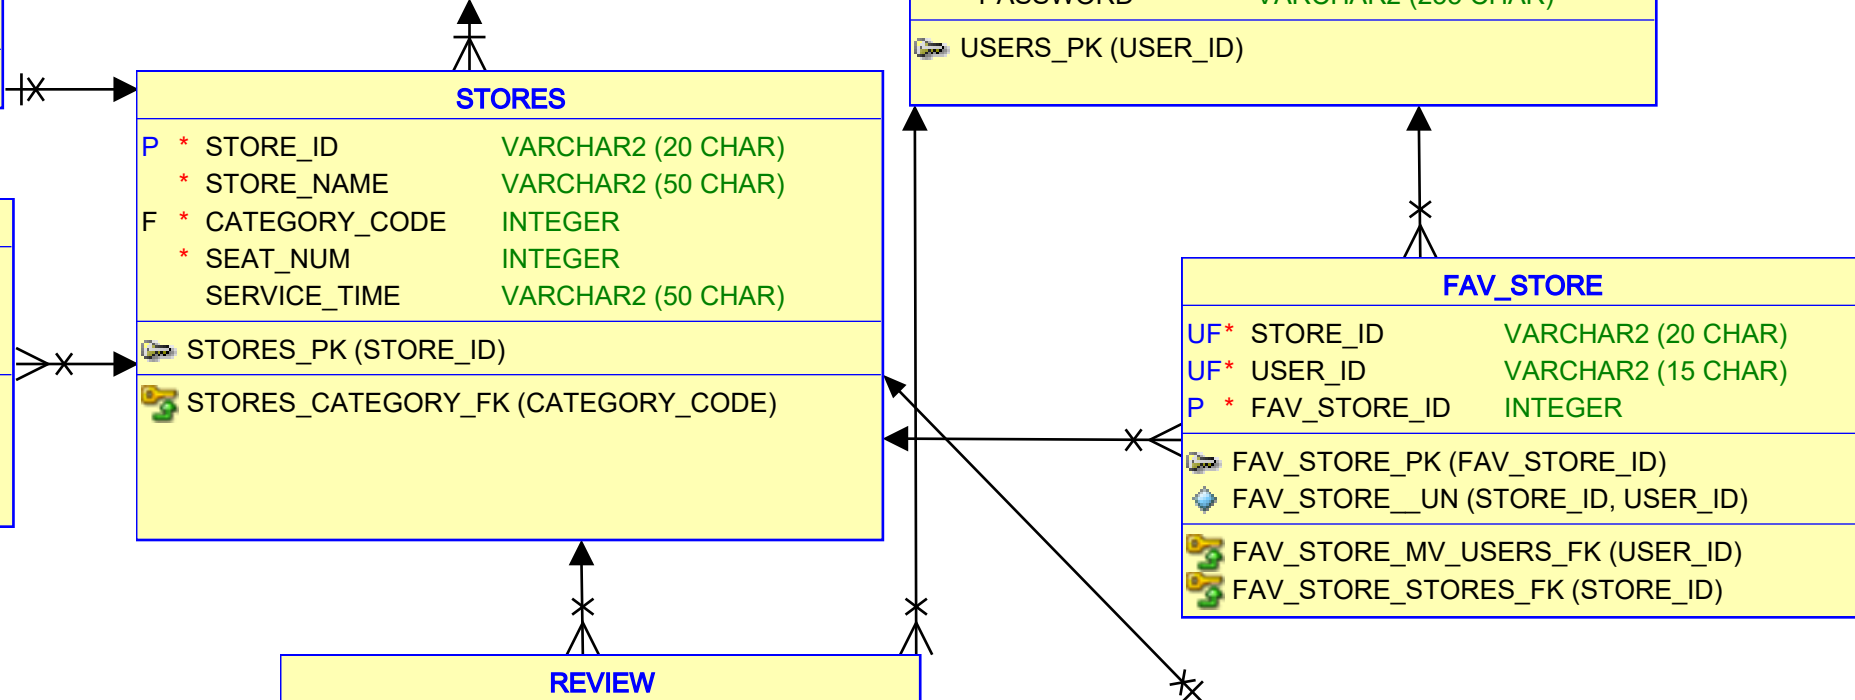 STORES
P * STORE_ID VARCHAR2 (20 CHAR)
* STORE_NAME VARCHAR2 (50 CHAR)
F * CATEGORY_CODE INTEGER
* SEAT_NUM INTEGER
SERVICE_TIME VARCHAR2 (50 CHAR)
STORES_PK (STORE_ID)
STORES_CATEGORY_FK (CATEGORY_CODE)
USERS_PK (USER_ID)
FAV_STORE
UF* STORE_ID VARCHAR2 (20 CHAR)
UF* USER_ID VARCHAR2 (15 CHAR)
P * FAV_STORE_ID INTEGER
FAV_STORE_PK (FAV_STORE_ID)
FAV_STORE__UN (STORE_ID, USER_ID)
FAV_STORE_MV_USERS_FK (USER_ID)
FAV_STORE_STORES_FK (STORE_ID)
REVIEW